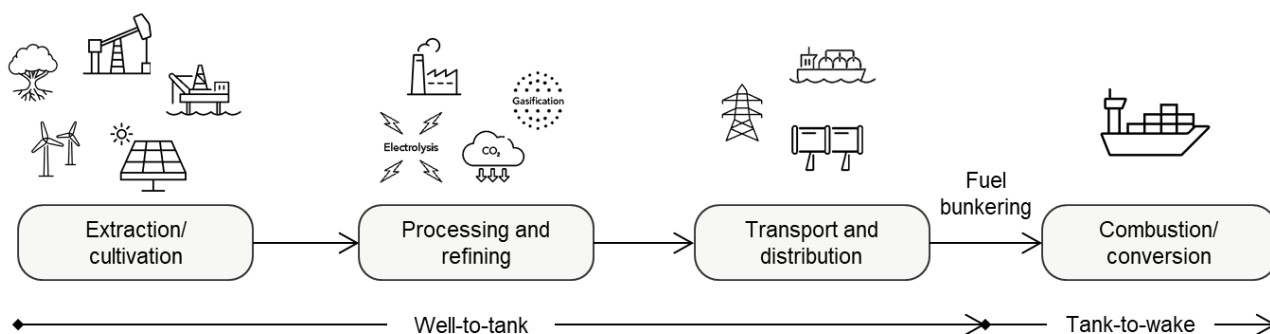 Gasification
Electrolysis
CO₂
Fuel
bunkering
Extraction/
cultivation
Processing and
refining
Transport and
distribution
Combustion/
conversion
Well-to-tank
Tank-to-wake